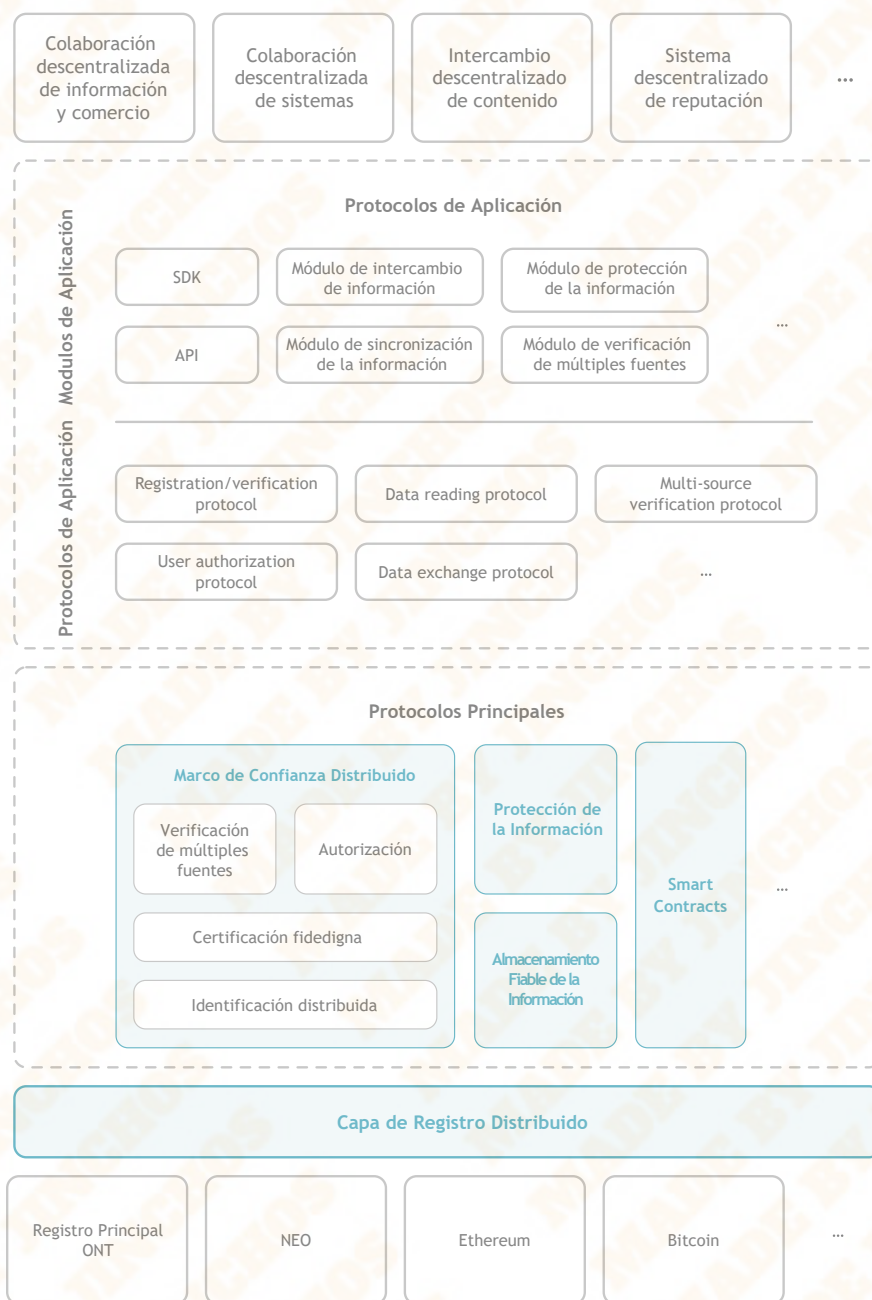 Colaboración
descentralizada
de información
y comercio
Colaboración
descentralizada
de sistemas
Intercambio
descentralizado
de contenido
Sistema
descentralizado
de reputación
...
Protocolos de Aplicación
Modulos de Aplicación
SDK
Módulo de intercambio
de información
Módulo de protección
de la información
...
API
Módulo de sincronización
de la información
Módulo de verificación
de múltiples fuentes
Protocolos de Aplicación
Registration/verification
protocol
Data reading protocol
Multi-source
verification protocol
User authorization
protocol
Data exchange protocol
...
Protocolos Principales
Marco de Confianza Distribuido
Verificación
de múltiples
fuentes
Autorización
Certificación fidedigna
Identificación distribuida
Protección de
la Información
Almacenamiento
Fiable de la
Información
Smart
Contracts
...
Capa de Registro Distribuido
Registro Principal
ONT
NEO
Ethereum
Bitcoin
...
MADE BY JINCHOS